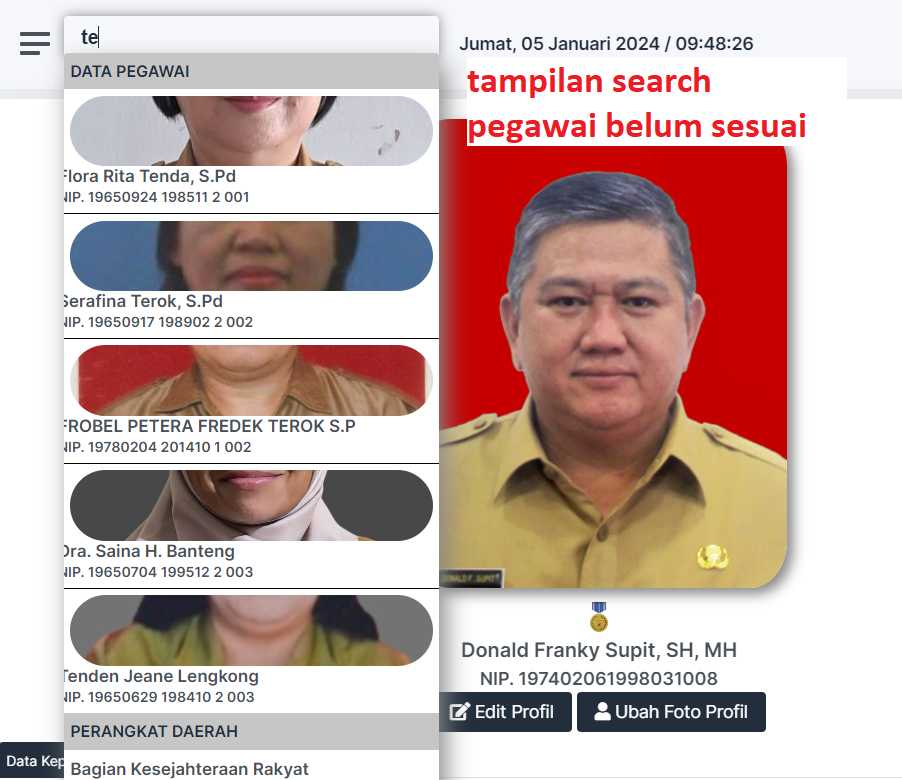 te
Jumat, 05 Januari 2024 / 09:48:26
tampilan search
pegawai belum sesuai
DATA PEGAWAI
Flora Rita Tenda, S.Pd
NIP. 19650924 198511 2 001
Serafina Terok, S.Pd
NIP. 19650917 198902 2 002
FROBEL PETERA FREDEK TEROK S.P
NIP. 19780204 201410 1 002
Dra. Saina H. Banteng
NIP. 19650704 199512 2 003
Tenden Jeane Lengkong
NIP. 19650629 198410 2 003
PERANGKAT DAERAH
Bagian Kesejahteraan Rakyat
DONALD F. SUPIT
Donald Franky Supit, SH, MH
NIP. 197402061998031008
Edit Profil
Ubah Foto Profil
Data Kep